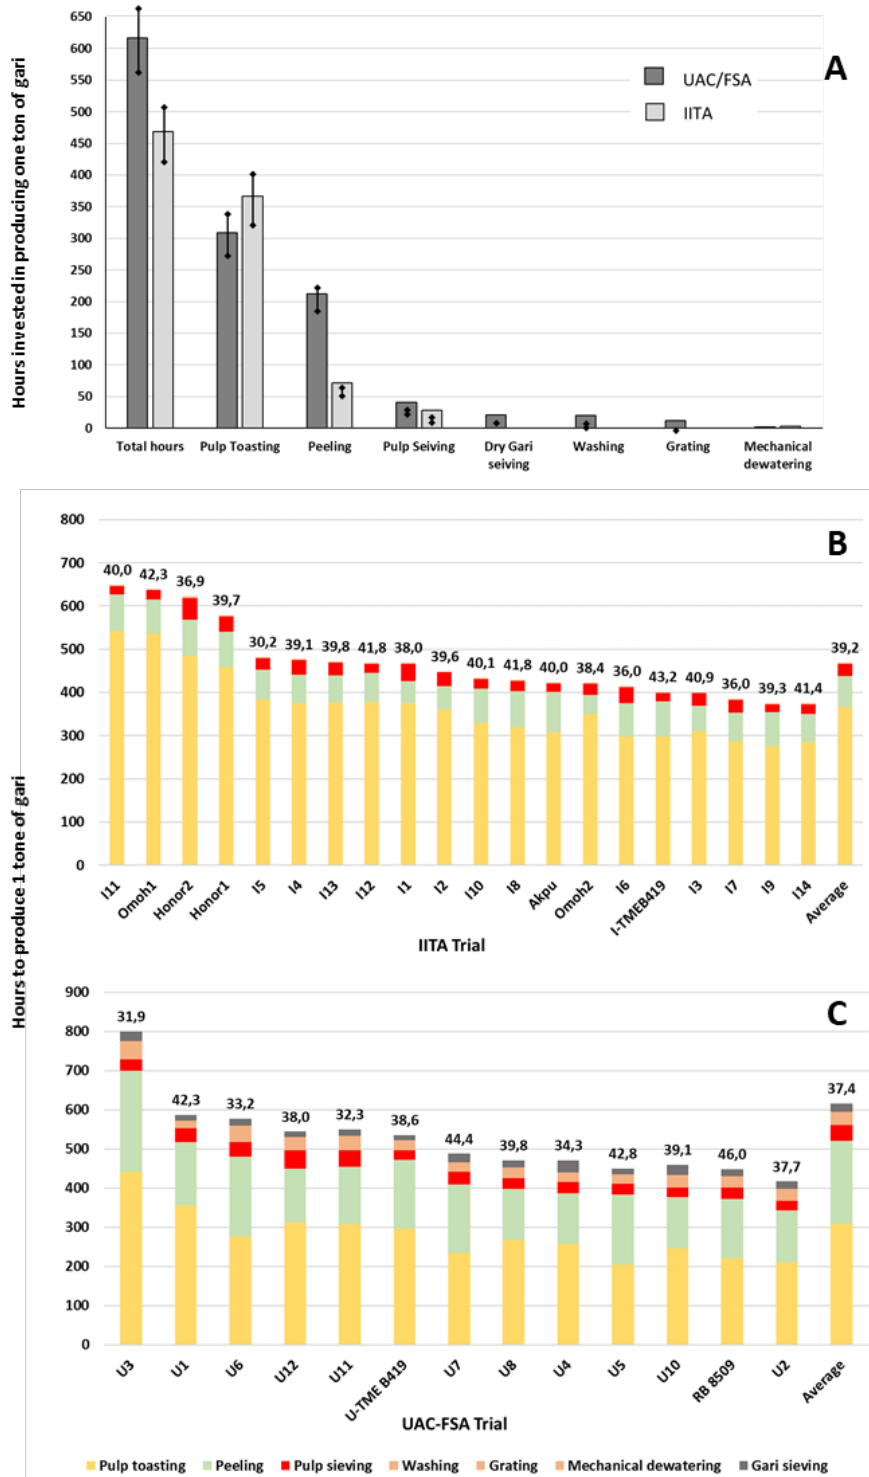 A
Hours invested in producing one ton of gari
650
600
550
500
450
400
350
300
250
200
150
100
50
0
UAC/FSA
IITA
Total hours
Pulp Toasting
Peeling
Pulp Seiving
Dry Gari
seiving
Washing
Grating
Mechanical
dewatering
Hours to produce 1 tone of gari
B
800
700
600
500
400
300
200
100
0
40,0 42,3 36,9 39,7 30,2 39,1 39,8 41,8 38,0 39,6 40,1 41,8 40,0 38,4 36,0 43,2 40,9 36,0 39,3 41,4 39,2
I11 Omoh1 Honor2 Honor1 I5 I4 I13 I12 I1 I2 I10 I8 Akpu Omoh2 I6 I-TMEB419 I3 I7 I9 I14 Average
IITA Trial
C
900
800
700
600
500
400
300
200
100
0
31,9 42,3 33,2 38,0 32,3 38,6 44,4 39,8 34,3 42,8 39,1 46,0 37,7 37,4
U3 U1 U6 U12 U11 U-TME B419 U7 U8 U4 U5 U10 RB 8509 U2 Average
UAC-FSA Trial
Pulp toasting Peeling Pulp sieving Washing Grating Mechanical dewatering Gari sieving